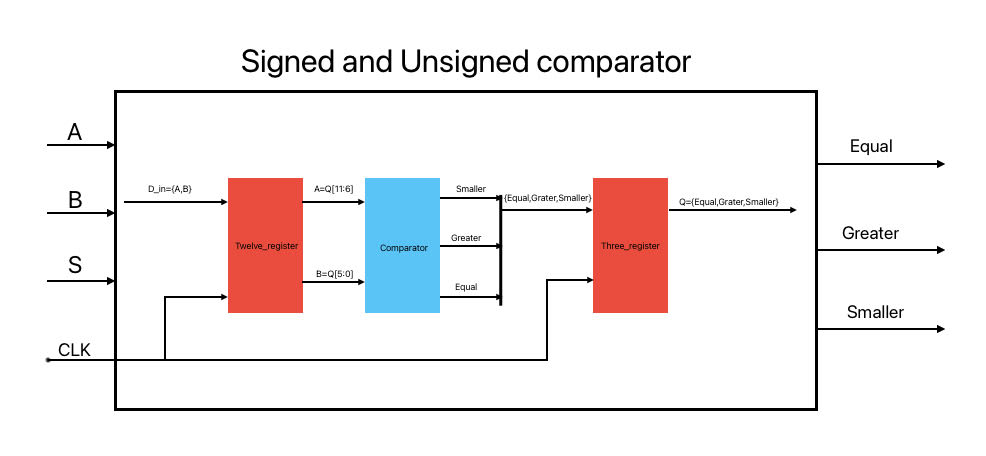 Signed and Unsigned comparator
A
B
S
CLK
D_in={A,B}
Twelve_register
A=Q[11:6]
B=Q[5:0]
Comparator
Smaller
Greater
Equal
{Equal,Grater,Smaller}
Three_register
Q={Equal,Grater,Smaller}
Equal
Greater
Smaller